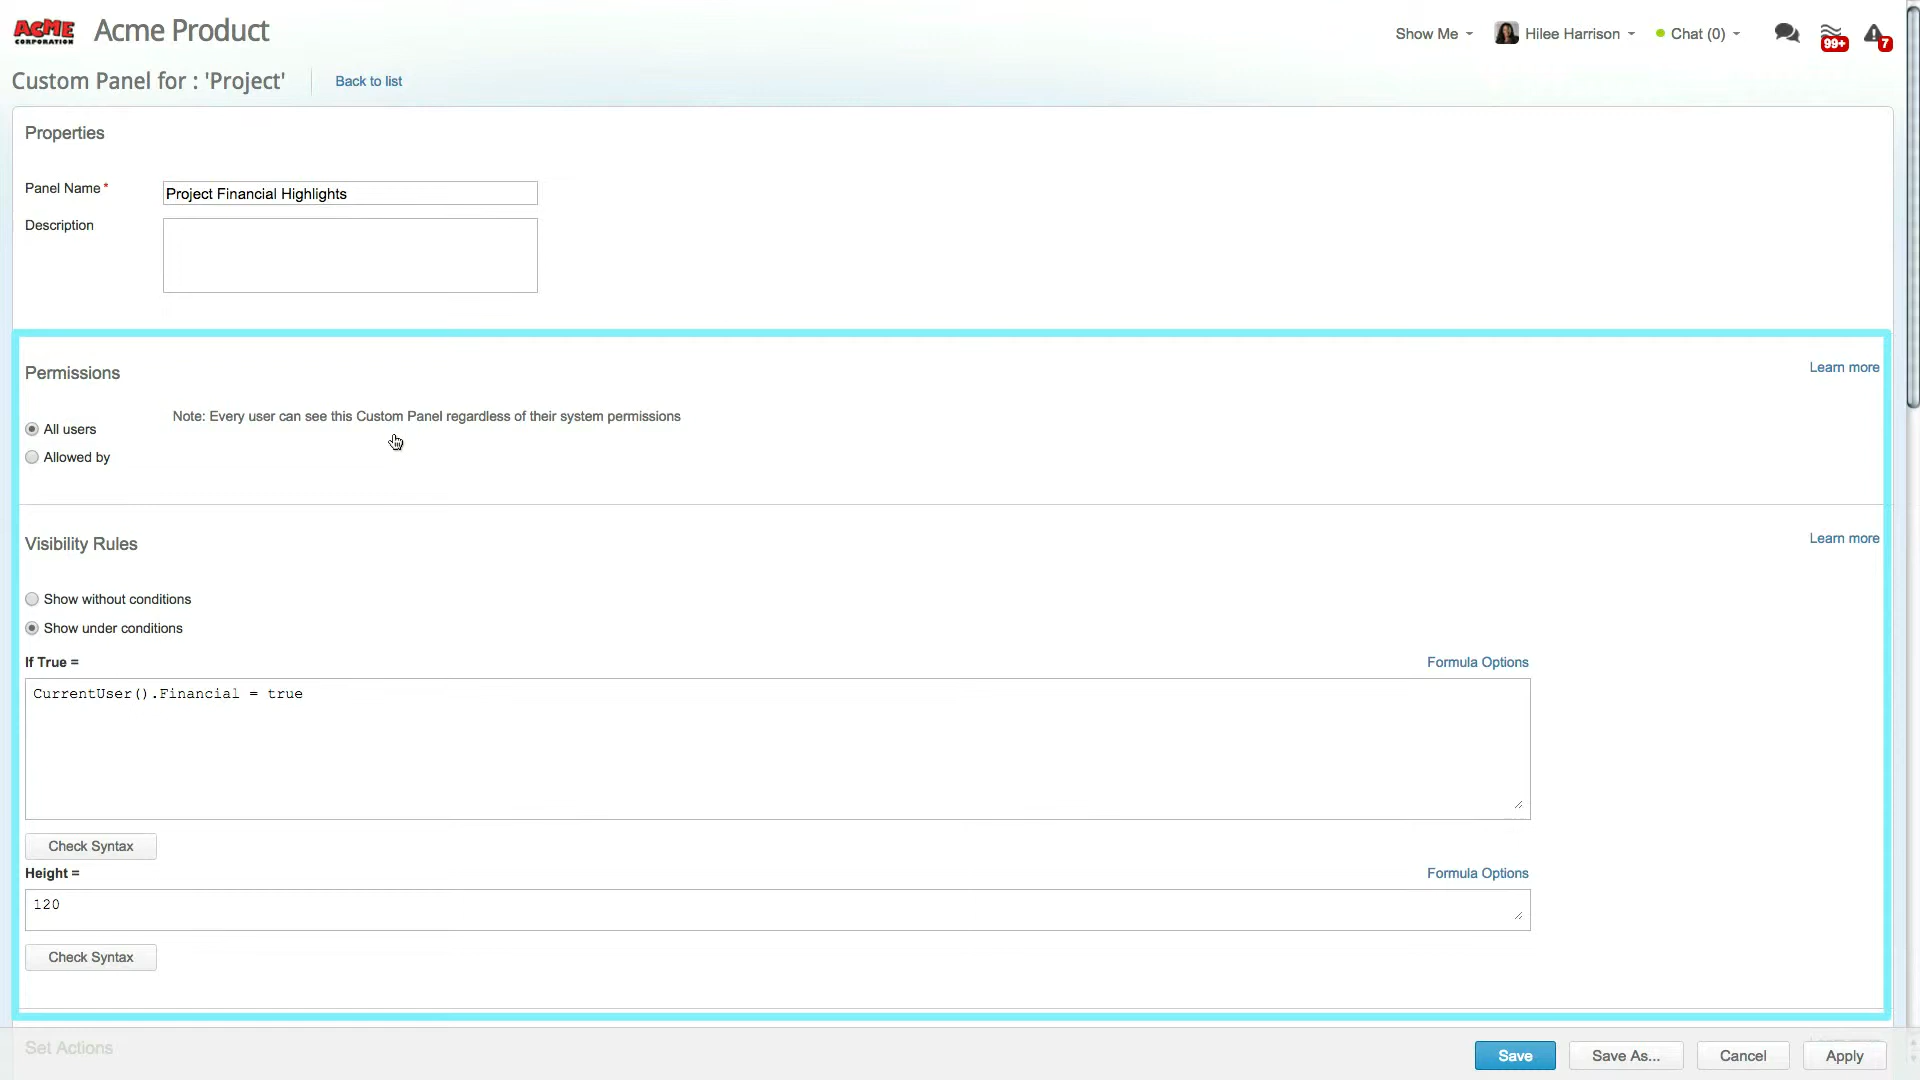 ACME
CORPORATION
Acme Product
Show Me
Hilee Harrison
Chat (0)
99+
7
Custom Panel for : 'Project'
Back to list
Properties
Panel Name*
Project Financial Highlights
Description
Permissions
Learn more
Note: Every user can see this Custom Panel regardless of their system permissions
All users
Allowed by
Visibility Rules
Learn more
Show without conditions
Show under conditions
If True =
Formula Options
CurrentUser().Financial = true
Check Syntax
Height =
Formula Options
120
Check Syntax
Set Actions
Save
Save As...
Cancel
Apply